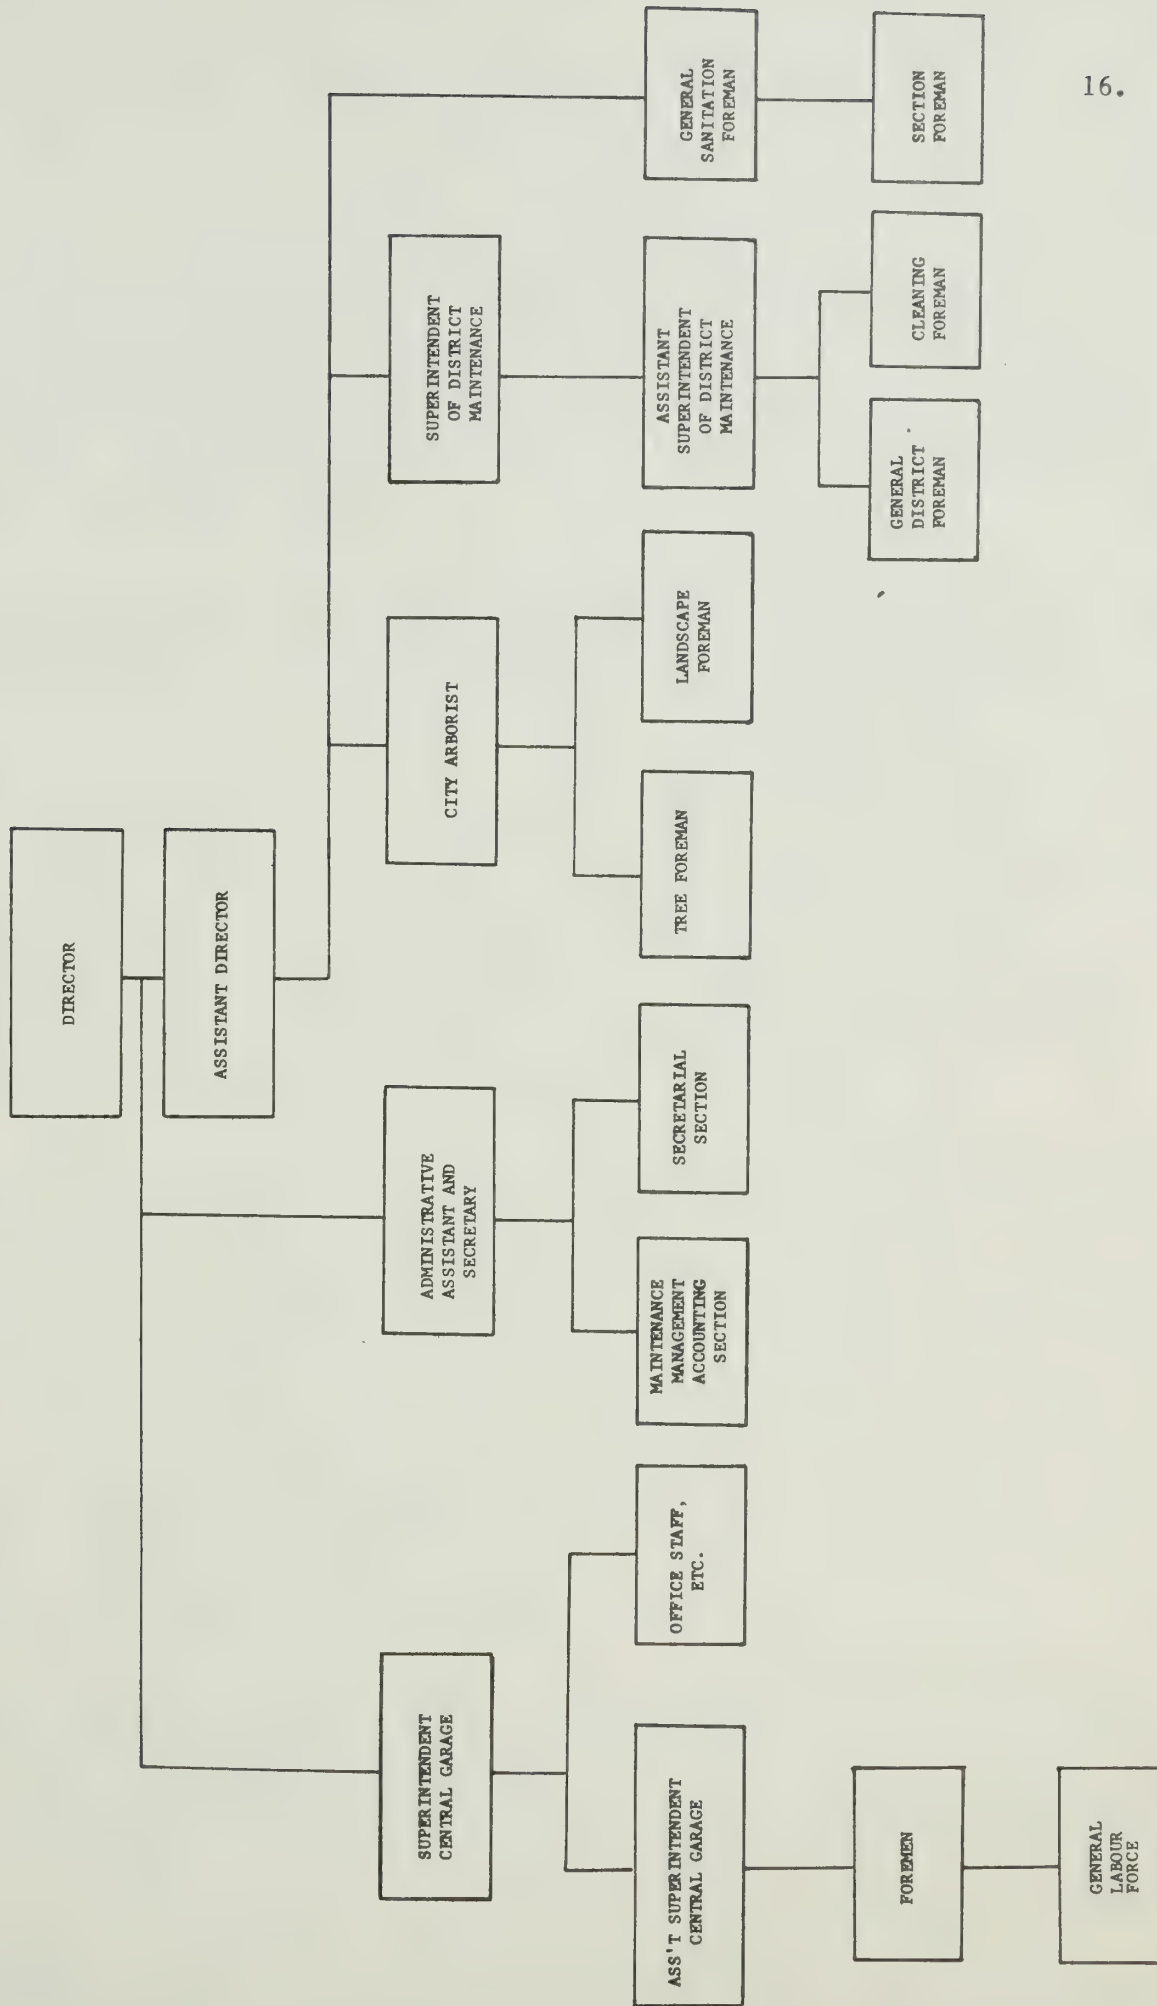 16.
DIRECTOR
ASSISTANT DIRECTOR
SUPERINTENDENT
CENTRAL GARAGE
ADMINISTRATIVE
ASSISTANT AND
SECRETARY
CITY ARBORIST
SUPERINTENDENT
OF DISTRICT
MAINTENANCE
ASS'T SUPERINTENDENT
CENTRAL GARAGE
OFFICE STAFF,
ETC.
MAINTENANCE
MANAGEMENT
ACCOUNTING
SECTION
SECRETARIAL
SECTION
TREE FOREMAN
LANDSCAPE
FOREMAN
ASSISTANT
SUPERINTENDENT
OF DISTRICT
MAINTENANCE
GENERAL
SANITATION
FOREMAN
FOREMEN
GENERAL
DISTRICT
FOREMAN
CLEANING
FOREMAN
SECTION
FOREMAN
GENERAL
LABOUR
FORCE